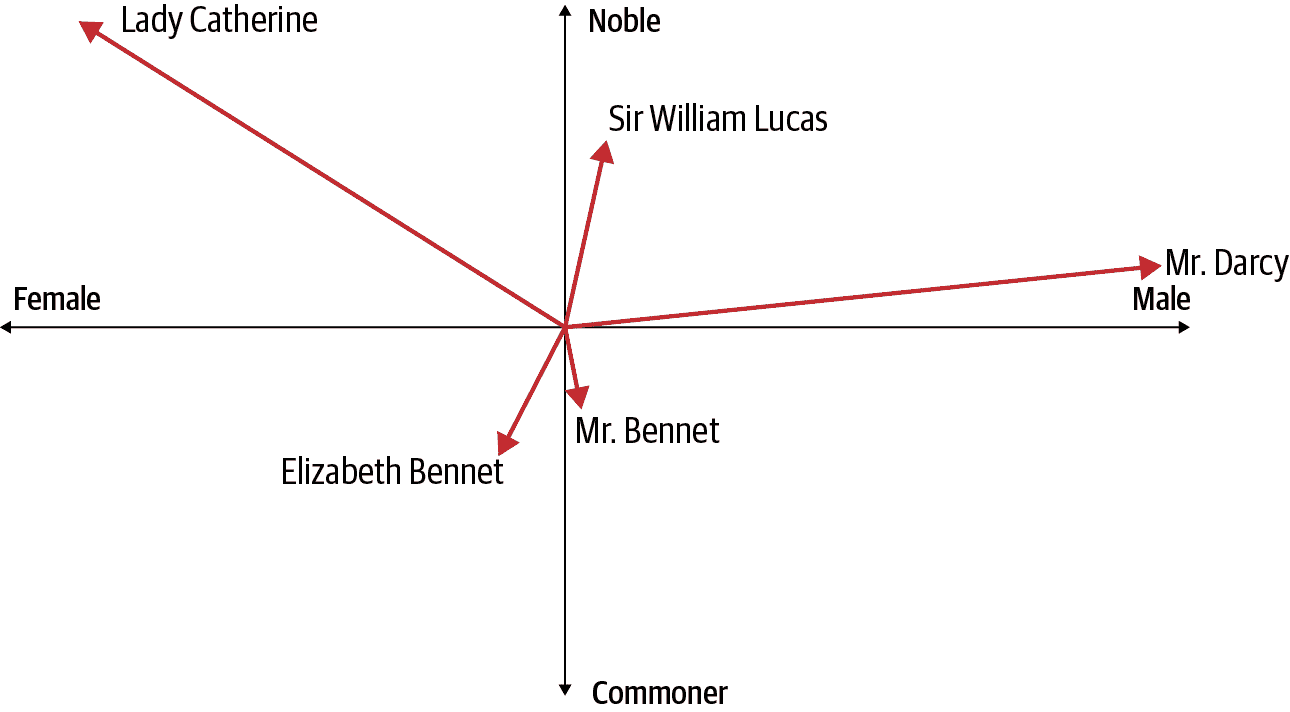 Lady Catherine
Noble
Sir William Lucas
Mr. Darcy
Female
Male
Mr. Bennet
Elizabeth Bennet
Commoner